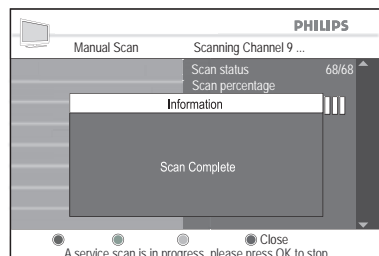 PHILIPS
Manual Scan Scanning Channel 9 ...
Scan status 68/68
Scan percentage
Information
Scan Complete
Close
A service scan is in progress, please press OK to stop